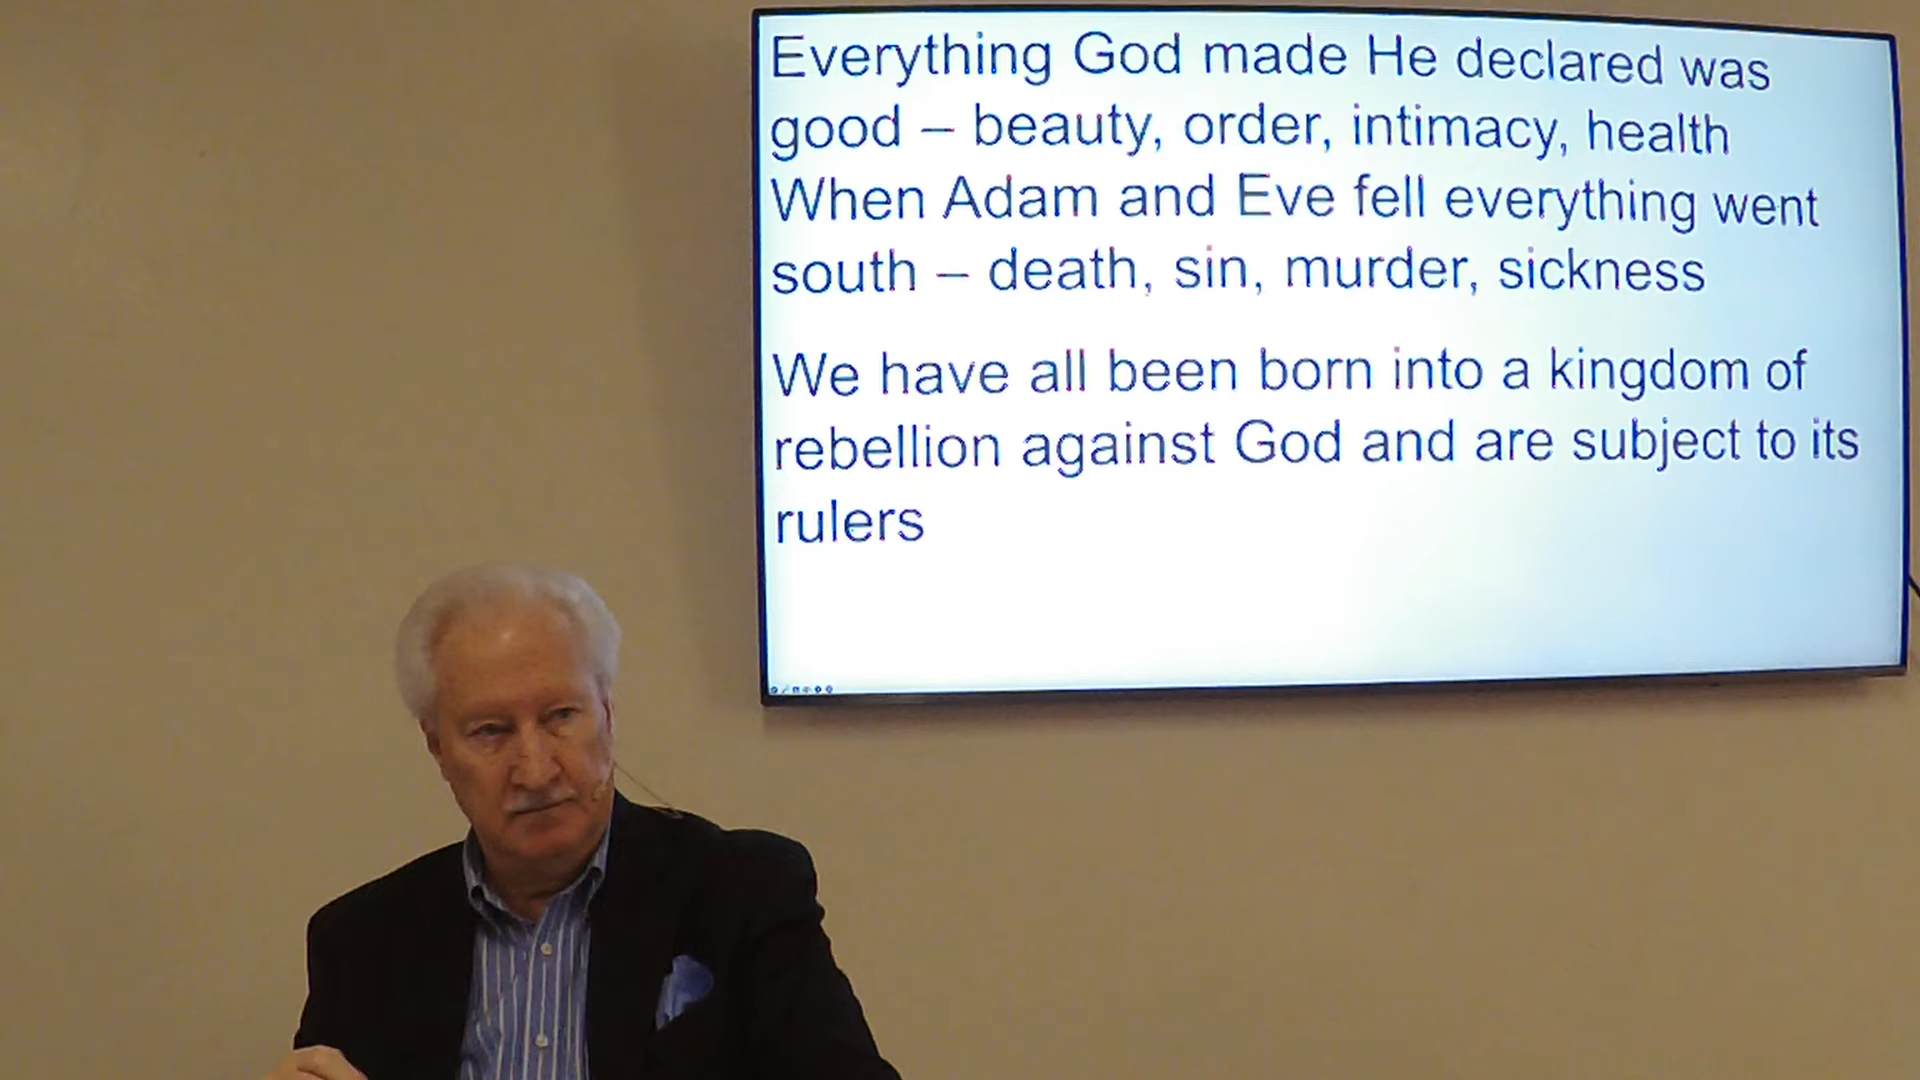 Everything God made He declared was
good – beauty, order, intimacy, health
When Adam and Eve fell everything went
south – death, sin, murder, sickness
We have all been born into a kingdom of
rebellion against God and are subject to its
rulers